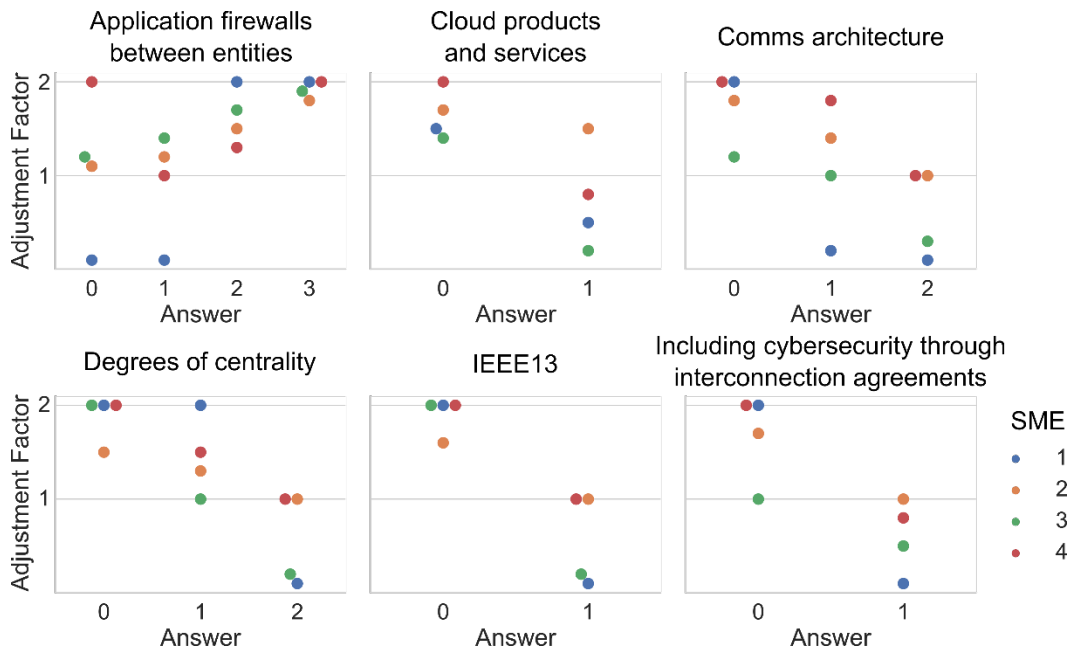 Application firewalls
between entities
Cloud products
and services
Comms architecture
Adjustment Factor
2
1
0 1 2 3
Answer
0 1
Answer
0 1 2
Answer
Degrees of centrality
IEEE13
Including cybersecurity through
interconnection agreements
Adjustment Factor
2
1
0 1 2
Answer
0 1
Answer
0 1
Answer
SME
1
2
3
4